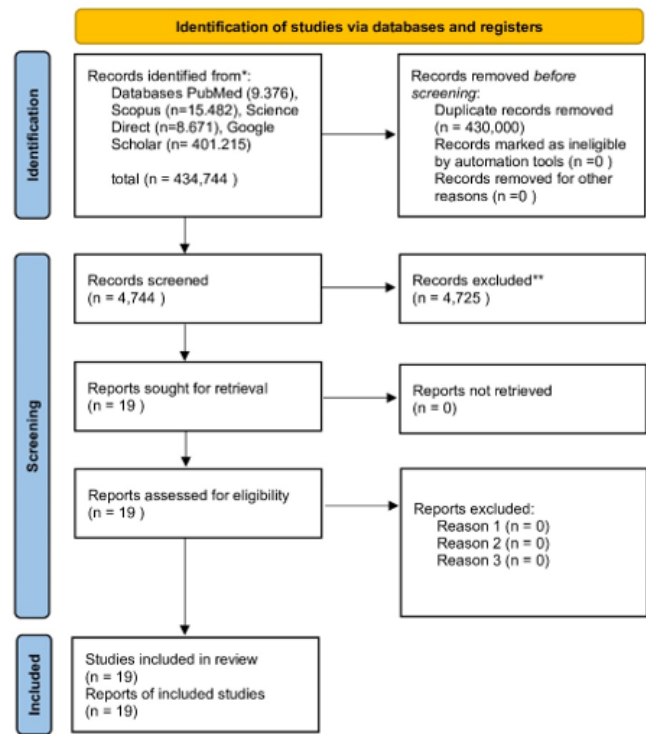 Identification of studies via databases and registers
Identification
Records identified from*:
Databases PubMed (9.376),
Scopus (n=15.482), Science
Direct (n=8.671), Google
Scholar (n= 401.215)
total (n = 434,744 )
Records removed before
screening:
Duplicate records removed
(n = 430,000)
Records marked as ineligible
by automation tools (n =0 )
Records removed for other
reasons (n =0 )
Screening
Records screened
(n = 4,744 )
Records excluded**
(n = 4,725 )
Reports sought for retrieval
(n = 19 )
Reports not retrieved
(n = 0)
Reports assessed for eligibility
(n = 19 )
Reports excluded:
Reason 1 (n = 0)
Reason 2 (n = 0)
Reason 3 (n = 0)
Included
Studies included in review
(n = 19)
Reports of included studies
(n = 19)